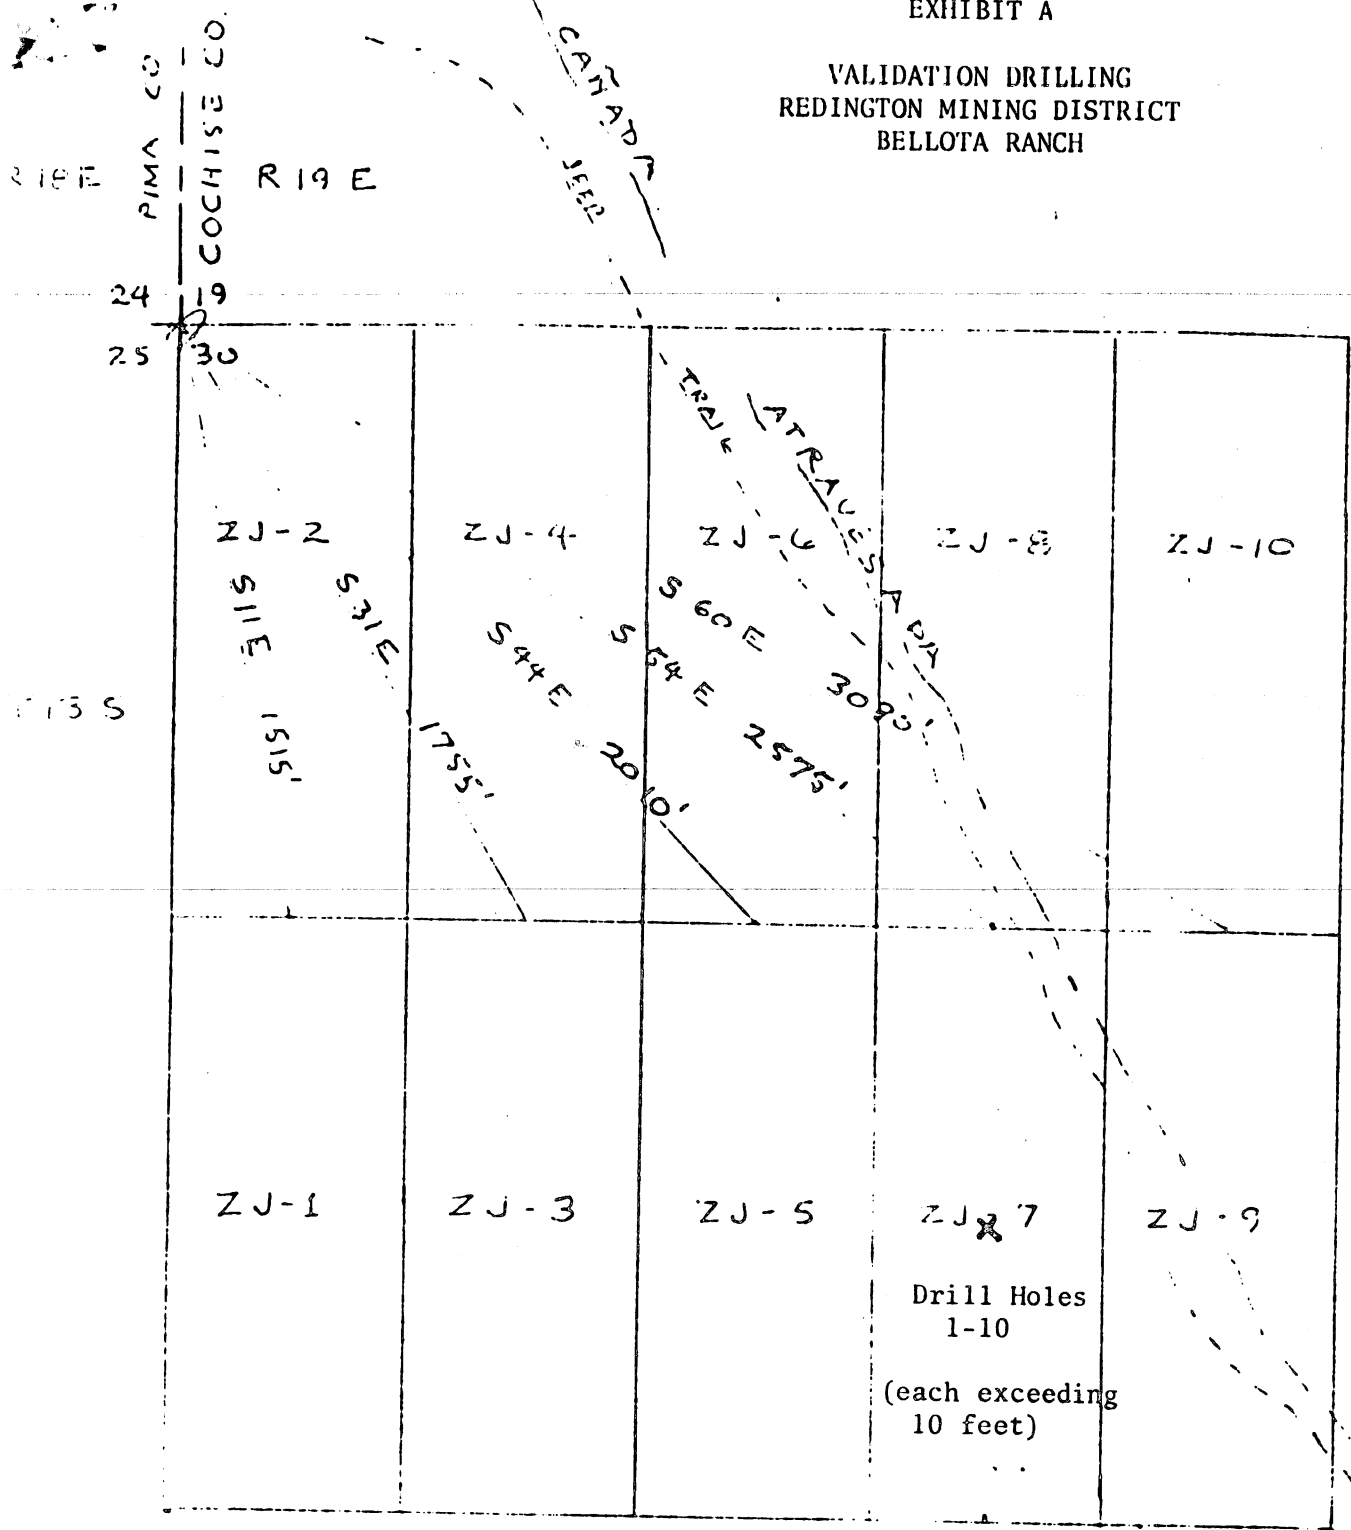 EXHIBIT A
VALIDATION DRILLING
REDINGTON MINING DISTRICT
BELLOTA RANCH
PIMA CO
COCHISE CO.
R 18 E
R 19 E
CAÑADA
JEEP
24
19
25
30
TRAIL
ATRAVESADA
ZJ-2
ZJ-4
ZJ-6
ZJ-8
ZJ-10
S 11 E 1515'
S 31 E 1755'
S 44 E 2010'
S 54 E 2575'
S 60 E 3090'
T 13 S
ZJ-1
ZJ-3
ZJ-5
ZJ-7
ZJ-9
Drill Holes
1-10
(each exceeding
10 feet)